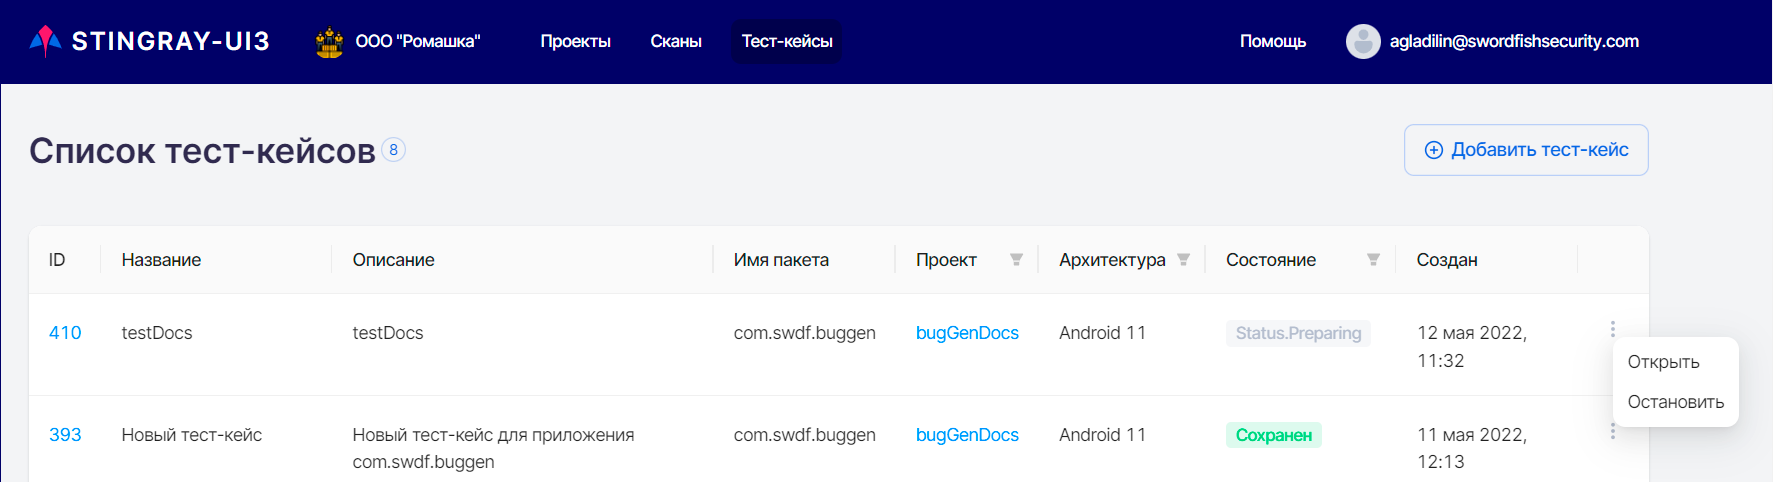 STINGRAY-UI3 ООО "Ромашка" Проекты Сканы Тест-кейсы Помощь agladilin@swordfishsecurity.com
Список тест-кейсов 8
Добавить тест-кейс
ID Название Описание Имя пакета Проект Архитектура Состояние Создан
410 testDocs testDocs com.swdf.buggen bugGenDocs Android 11 Status.Preparing 12 мая 2022,
11:32
Открыть
Остановить
393 Новый тест-кейс Новый тест-кейс для приложения com.swdf.buggen bugGenDocs Android 11 Сохранен 11 мая 2022,
com.swdf.buggen 12:13